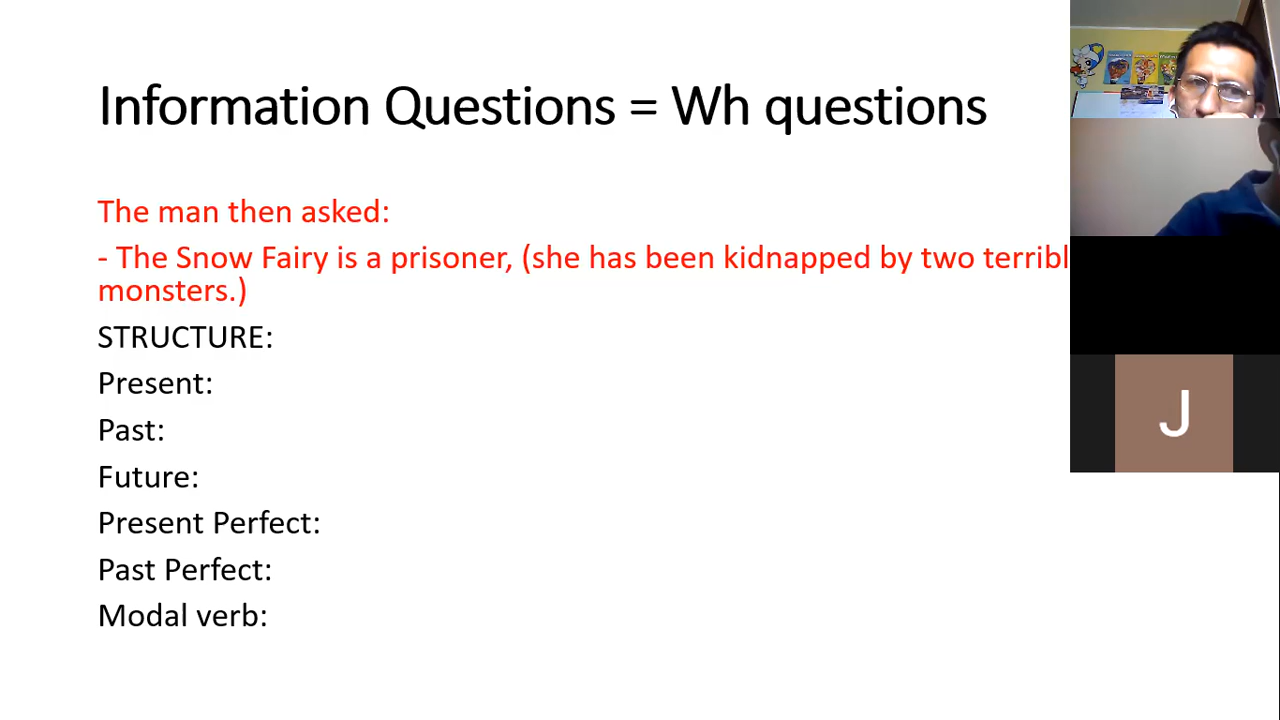 Information Questions = Wh questions
The man then asked:
- The Snow Fairy is a prisoner, (she has been kidnapped by two terribl
monsters.)
STRUCTURE:
Present:
Past:
Future:
Present Perfect:
Past Perfect:
Modal verb:
J